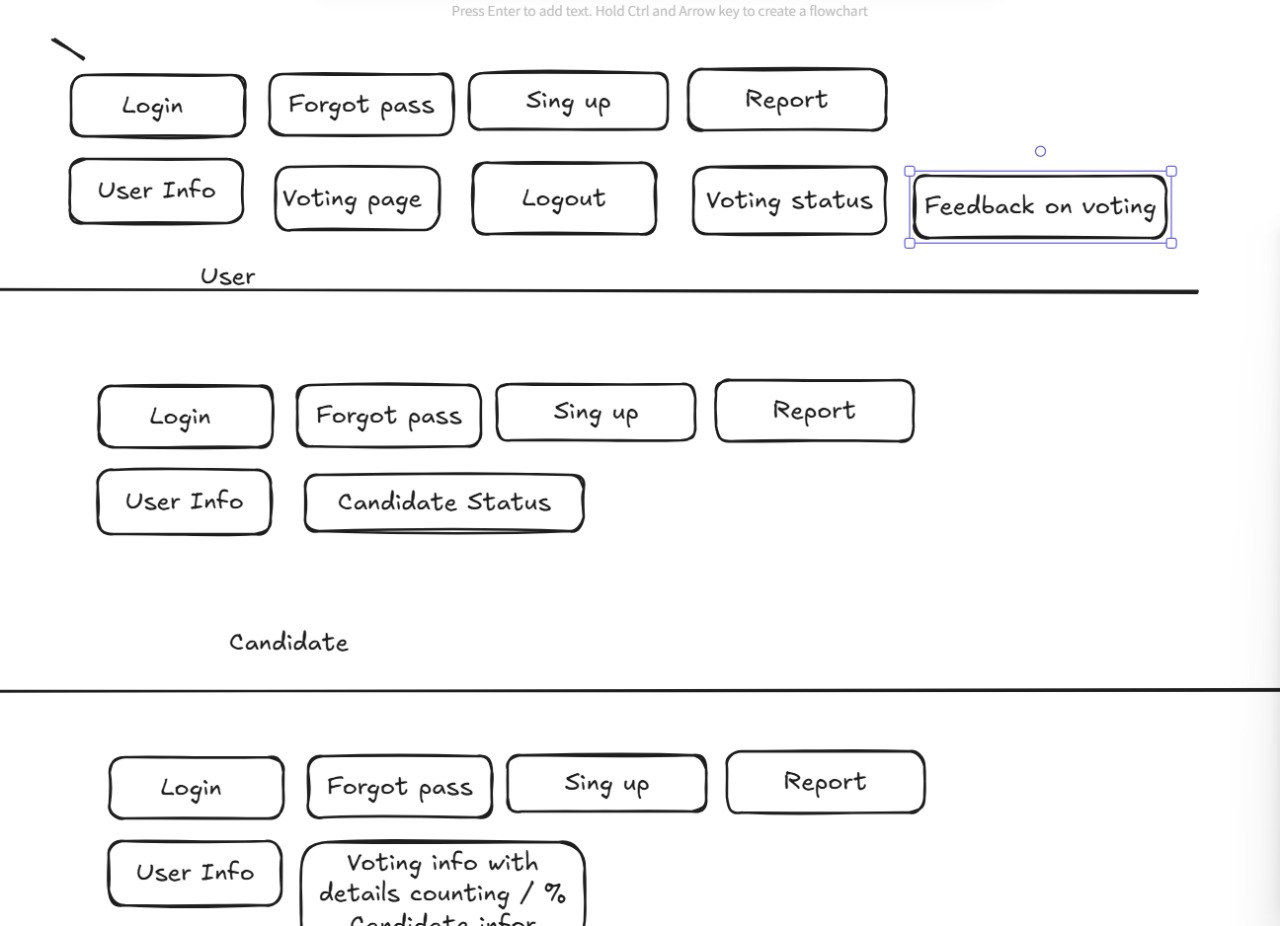 Press Enter to add text. Hold Ctrl and Arrow key to create a flowchart
Login
Forgot pass
Sing up
Report
User Info
Voting page
Logout
Voting status
Feedback on voting
User
Login
Forgot pass
Sing up
Report
User Info
Candidate Status
Candidate
Login
Forgot pass
Sing up
Report
User Info
Voting info with
details counting / %
Candidate infor